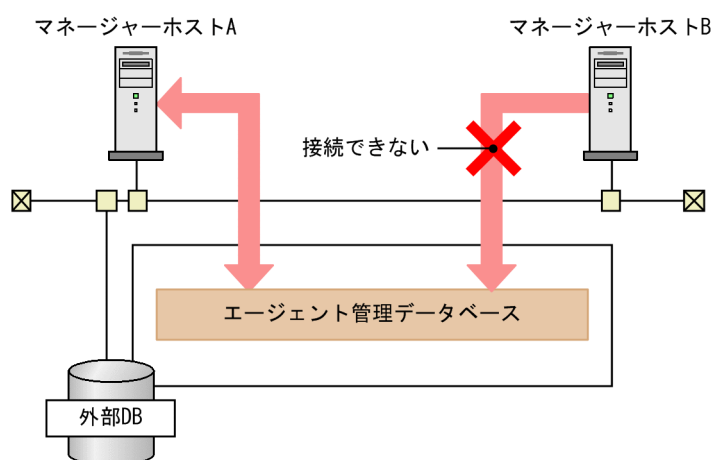 マネージャーホストA
マネージャーホストB
接続できない
エージェント管理データベース
外部DB